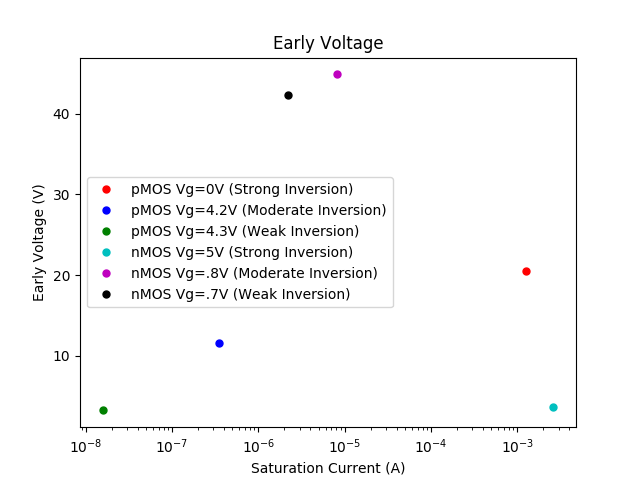 Early Voltage
Early Voltage (V)
40
30
20
10
pMOS Vg=0V (Strong Inversion)
pMOS Vg=4.2V (Moderate Inversion)
pMOS Vg=4.3V (Weak Inversion)
nMOS Vg=5V (Strong Inversion)
nMOS Vg=.8V (Moderate Inversion)
nMOS Vg=.7V (Weak Inversion)
10⁻⁸ 10⁻⁷ 10⁻⁶ 10⁻⁵ 10⁻⁴ 10⁻³
Saturation Current (A)